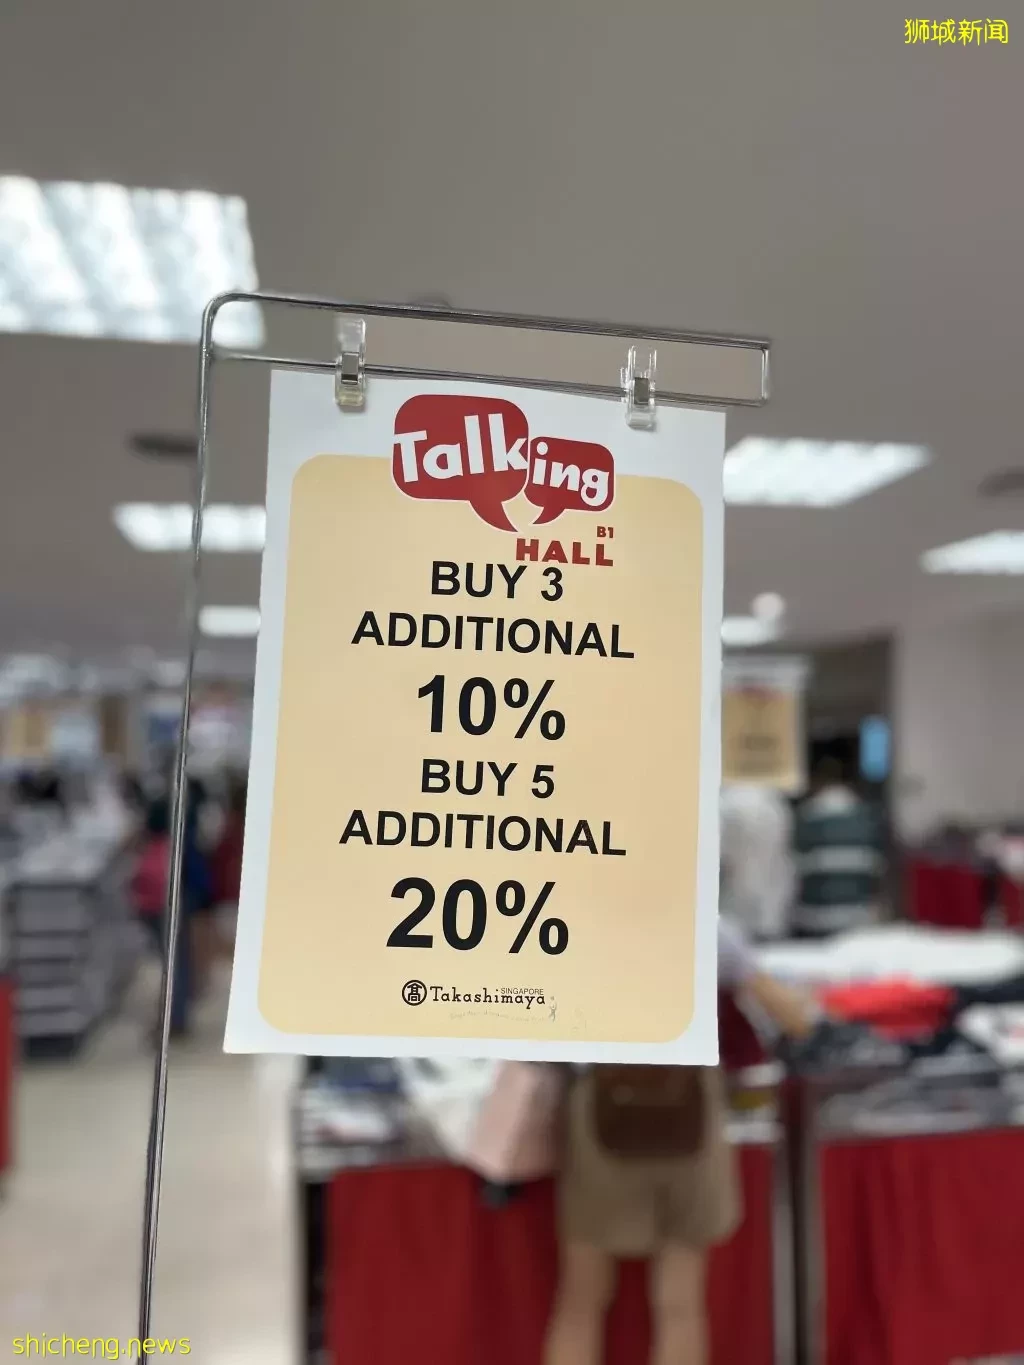 狮城新闻
Talking
B1
HALL
BUY 3
ADDITIONAL
10%
BUY 5
ADDITIONAL
20%
SINGAPORE
髙 Takashimaya
shicheng.news